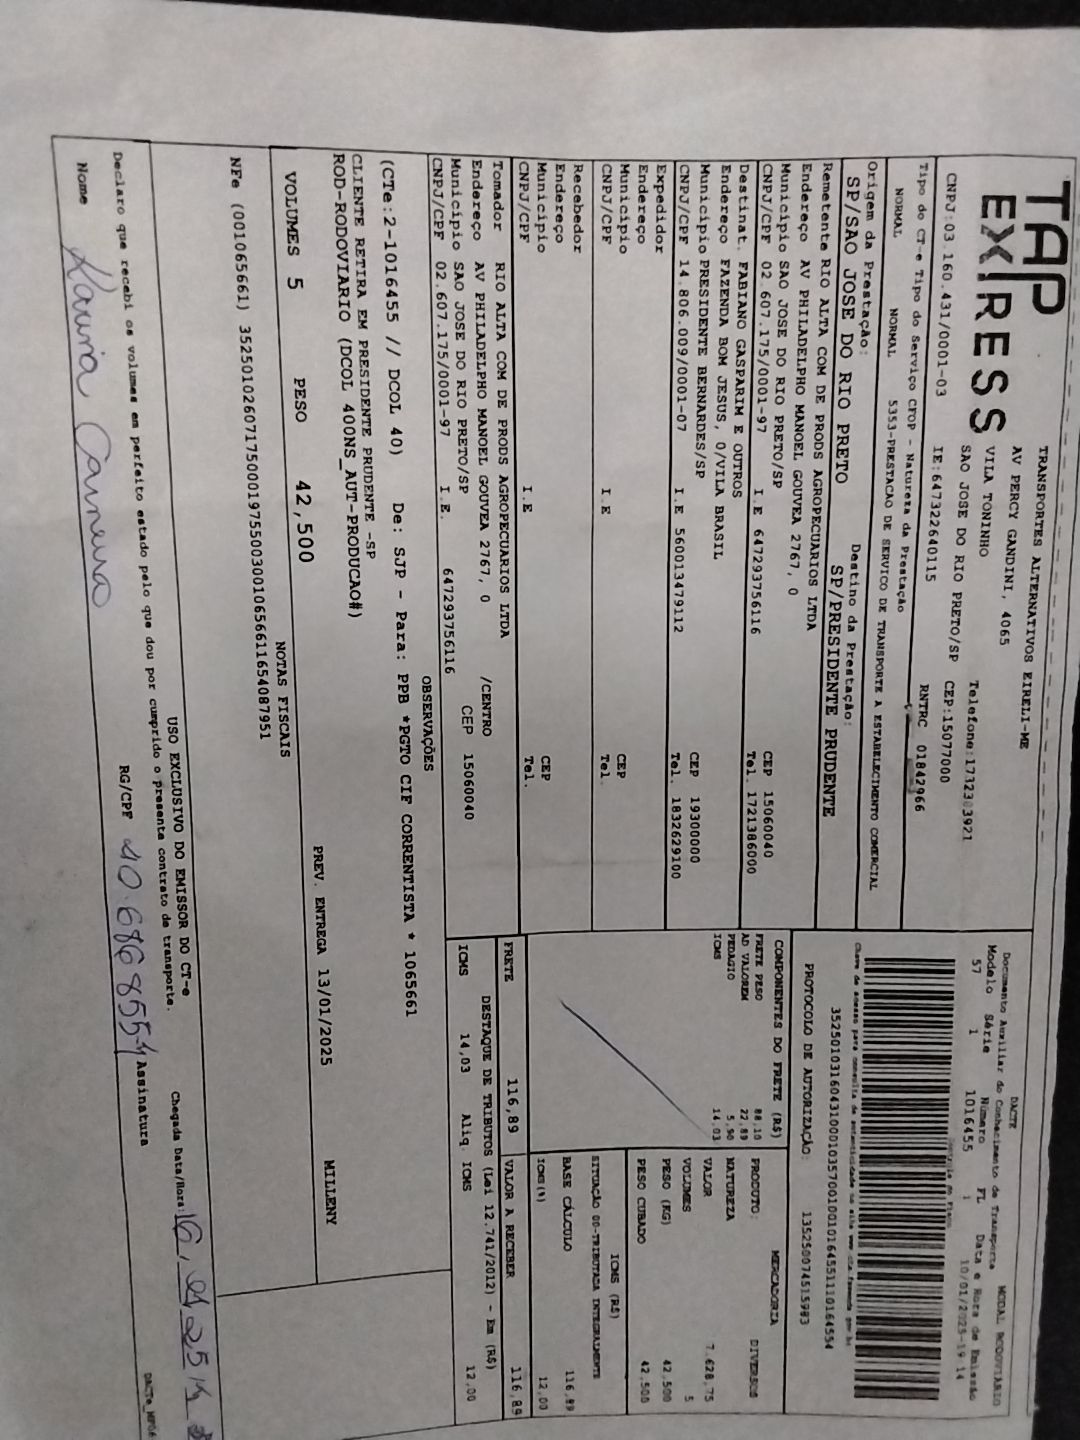 TAP
EXPRESS
TRANSPORTES ALTERNATIVOS EIRELI-ME
AV PERCY GANDINI, 4065
VILA TONINHO
SAO JOSE DO RIO PRETO/SP CEP:15077000
CNPJ:03.160.431/0001-03 IE:647322640115
RNTRC 01842966
DACTE MODAL RODOVIÁRIO
Documento Auxiliar do Conhecimento de Transporte
Modelo Série Número FL Data e Hora de Emissão
57 1 1016455 1 10/01/2025-19 14
Controle do Fisco
Tipo do CT-e Tipo do Serviço CFOP - Natureza da Prestação
NORMAL NORMAL 5353-PRESTACAO DE SERVICO DE TRANSPORTE A ESTABELECIMENTO COMERCIAL
PROTOCOLO DE AUTORIZAÇÃO: 135250074515983
Origem da Prestação: Destino da Prestação:
SP/SAO JOSE DO RIO PRETO SP/PRESIDENTE PRUDENTE
Remetente RIO ALTA COM DE PRODS AGROPECUARIOS LTDA
Endereço AV PHILADELPHO MANOEL GOUVEA 2767, 0
Município SAO JOSE DO RIO PRETO/SP CEP 15060040
CNPJ/CPF 02.607.175/0001-97 I.E 647293756116 Tel. 1721386000
Destinat. FABIANO GASPARIM E OUTROS
Endereço FAZENDA BOM JESUS, 0/VILA BRASIL
Município PRESIDENTE BERNARDES/SP CEP 19300000
CNPJ/CPF 14.806.009/0001-07 I.E 560013479112 Tel. 1832629100
Expedidor
Endereço
Município CEP
CNPJ/CPF I.E Tel.
Recebedor
Endereço
Município CEP
CNPJ/CPF I.E Tel.
Tomador RIO ALTA COM DE PRODS AGROPECUARIOS LTDA
Endereço AV PHILADELPHO MANOEL GOUVEA 2767, 0 /CENTRO
Município SAO JOSE DO RIO PRETO/SP CEP 15060040
CNPJ/CPF 02.607.175/0001-97 I.E. 647293756116
COMPONENTES DO FRETE (R$)
FRETE PESO 88,10
AD VALOREM 22,89
PEDAGIO 5,90
ICMS 14,03
MERCADORIA
PRODUTO: DIVERSOS
NATUREZA
VALOR 7.628,75
VOLUMES 5
PESO (KG) 42,500
PESO CUBADO 42,500
ICMS (R$)
SITUAÇÃO 00-TRIBUTADA INTEGRALMENTE
BASE CÁLCULO 116,89
ICMS(%) 12,00
FRETE 116,89 VALOR A RECEBER 116,89
DESTAQUE DE TRIBUTOS (Lei 12.741/2012) - Em (R$)
ICMS 14,03 Aliq. ICMS 12,00
OBSERVAÇÕES
(CTe:2-1016455 // DCOL 40) De: SJP - Para: PPB *PGTO CIF CORRENTISTA * 1065661
CLIENTE RETIRA EM PRESIDENTE PRUDENTE -SP
ROD-RODOVIARIO (DCOL 400NS_AUT-PRODUCAO#)
PREV. ENTREGA 13/01/2025 MILLENY
VOLUMES 5 PESO 42,500
NOTAS FISCAIS
NFe (001065661) 35250102607175000197550030010656611654087951
USO EXCLUSIVO DO EMISSOR DO CT-e
Declaro que recebi os volumes em perfeito estado pelo que dou por cumprido o presente contrato de transporte.
Chegada Data/Hora:
Nome Karina Carneiro RG/CPF Assinatura